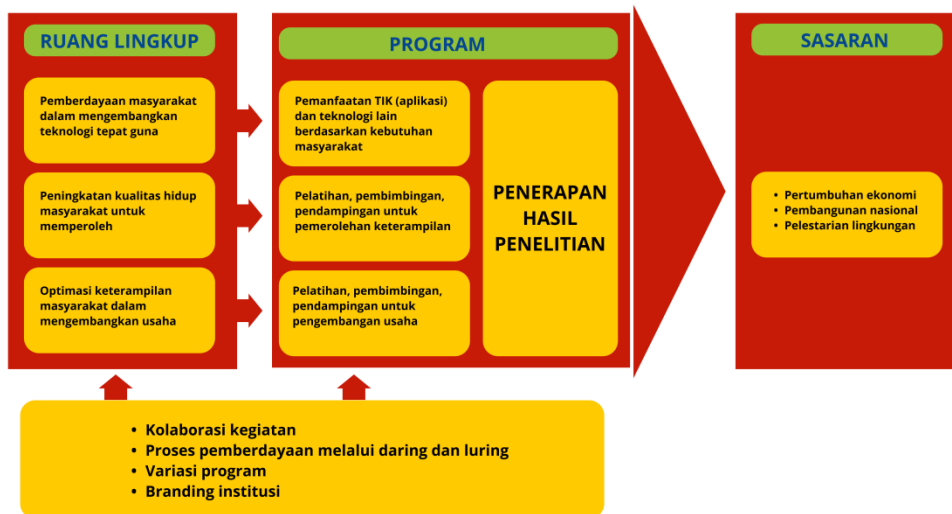 RUANG LINGKUP
Pemberdayaan masyarakat
dalam mengembangkan
teknologi tepat guna
Peningkatan kualitas hidup
masyarakat untuk
memperoleh
Optimasi keterampilan
masyarakat dalam
mengembangkan usaha
PROGRAM
Pemanfaatan TIK (aplikasi)
dan teknologi lain
berdasarkan kebutuhan
masyarakat
Pelatihan, pembimbingan,
pendampingan untuk
pemerolehan keterampilan
Pelatihan, pembimbingan,
pendampingan untuk
pengembangan usaha
PENERAPAN
HASIL
PENELITIAN
SASARAN
• Pertumbuhan ekonomi
• Pembangunan nasional
• Pelestarian lingkungan
• Kolaborasi kegiatan
• Proses pemberdayaan melalui daring dan luring
• Variasi program
• Branding institusi